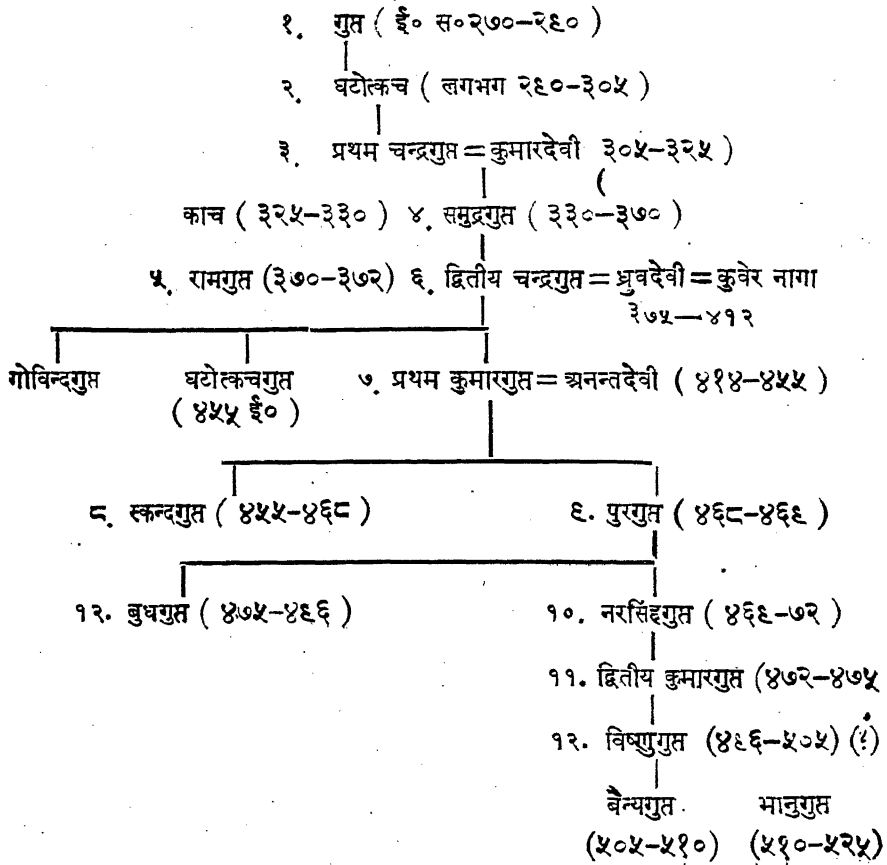 १. गुप्त ( ई० स०२७०–२९० )
२. घटोत्कच ( लगभग २९०–३०५ )
३. प्रथम चन्द्रगुप्त = कुमारदेवी ३०५–३२५ )
(
काच ( ३२५–३३० ) ४. समुद्रगुप्त ( ३३०–३७० )
५. रामगुप्त (३७०–३७२) ६. द्वितीय चन्द्रगुप्त = ध्रुवदेवी = कुवेर नागा
३७५—४१२
गोविन्दगुप्त घटोत्कचगुप्त ७. प्रथम कुमारगुप्त = अनन्तदेवी ( ४१४–४५५ )
( ४५५ ई० )
८. स्कन्दगुप्त ( ४५५–४६८ ) ९. पुरगुप्त ( ४६८–४६९ )
१२. बुधगुप्त ( ४७५–४९६ ) १०. नरसिंहगुप्त ( ४६९–७२ )
११. द्वितीय कुमारगुप्त (४७२–४७५
१२. विष्णुगुप्त (४९६–५०५) (?)
बैन्यगुप्त भानुगुप्त
(५०५–५१०) (५१०–५२५)